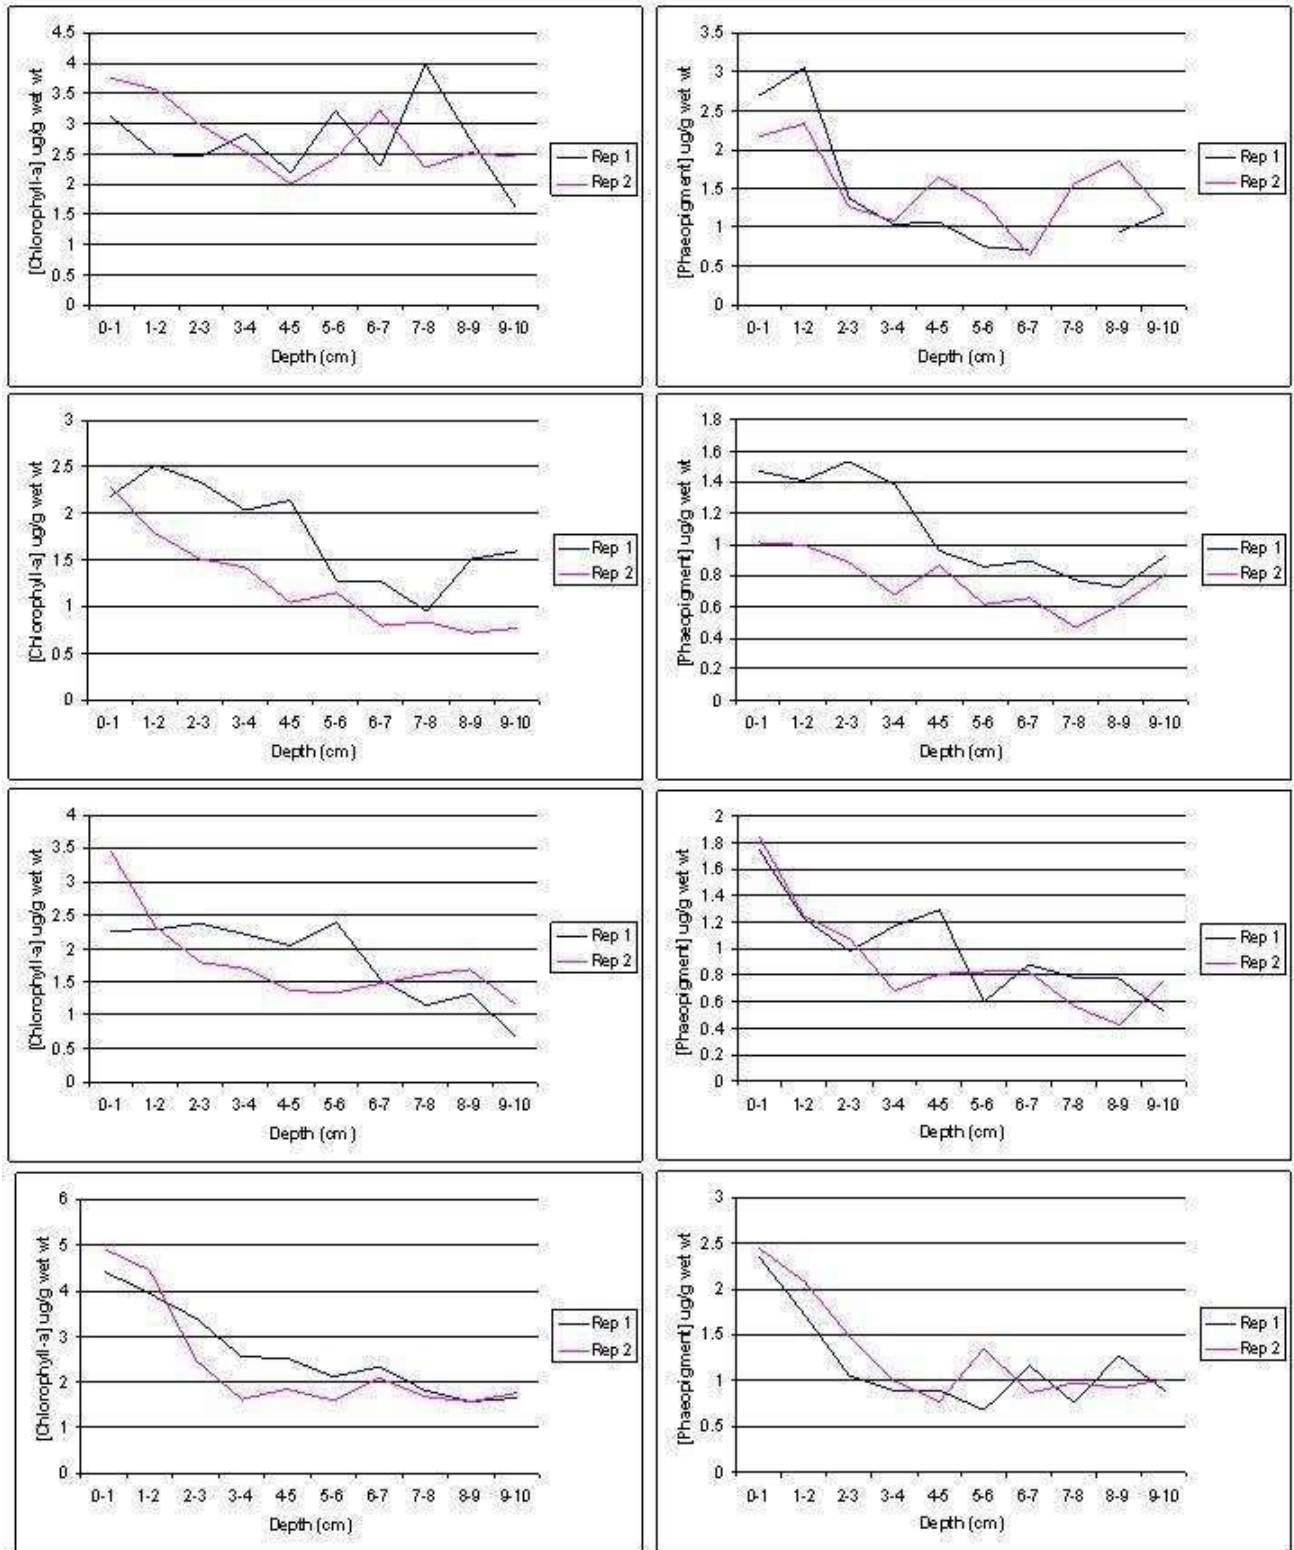 [Chlorophyll-a] ug/g wet wt
4.5
4
3.5
3
2.5
2
1.5
1
0.5
0
0-1 1-2 2-3 3-4 4-5 5-6 6-7 7-8 8-9 9-10
Depth (cm)
Rep 1
Rep 2
[Phaeopigment] ug/g wet wt
3.5
3
2.5
2
1.5
1
0.5
0
0-1 1-2 2-3 3-4 4-5 5-6 6-7 7-8 8-9 9-10
Depth (cm)
Rep 1
Rep 2
[Chlorophyl-a] ug/g wet wt
3
2.5
2
1.5
1
0.5
0
0-1 1-2 2-3 3-4 4-5 5-6 6-7 7-8 8-9 9-10
Depth (cm)
Rep 1
Rep 2
[Phaeopigment] ug/g wet wt
1.8
1.6
1.4
1.2
1
0.8
0.6
0.4
0.2
0
0-1 1-2 2-3 3-4 4-5 5-6 6-7 7-8 8-9 9-10
Depth (cm)
Rep 1
Rep 2
[Chlorophyll-a] ug/g wet wt
4
3.5
3
2.5
2
1.5
1
0.5
0
0-1 1-2 2-3 3-4 4-5 5-6 6-7 7-8 8-9 9-10
Depth (cm)
Rep 1
Rep 2
[Phaeopigment] ug/g wet wt
2
1.8
1.6
1.4
1.2
1
0.8
0.6
0.4
0.2
0
0-1 1-2 2-3 3-4 4-5 5-6 6-7 7-8 8-9 9-10
Depth (cm)
Rep 1
Rep 2
[Chlorophyll-a] ug/g wet wt
6
5
4
3
2
1
0
0-1 1-2 2-3 3-4 4-5 5-6 6-7 7-8 8-9 9-10
Depth (cm)
Rep 1
Rep 2
[Phaeopigment] ug/g wet wt
3
2.5
2
1.5
1
0.5
0
0-1 1-2 2-3 3-4 4-5 5-6 6-7 7-8 8-9 9-10
Depth (cm)
Rep 1
Rep 2